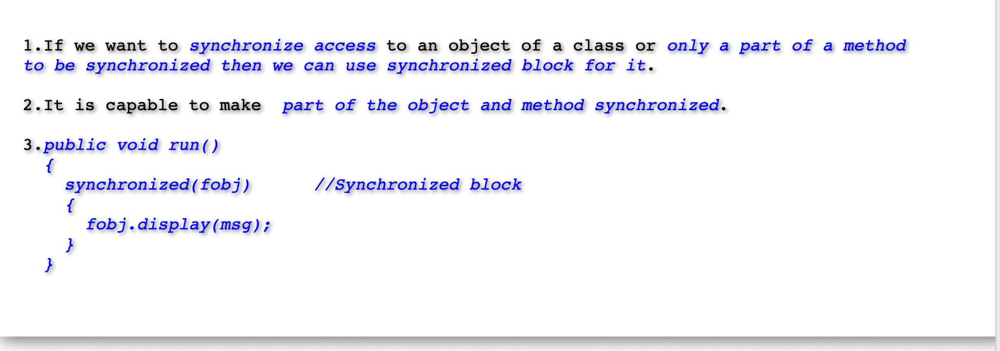 1.If we want to synchronize access to an object of a class or only a part of a method
to be synchronized then we can use synchronized block for it.
2.It is capable to make  part of the object and method synchronized.
3.public void run()
{
synchronized(fobj)      //Synchronized block
{
fobj.display(msg);
}
}